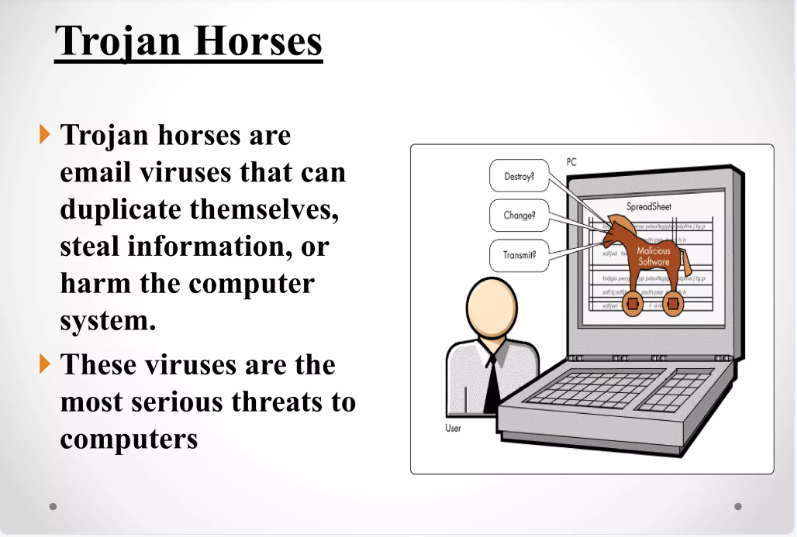 Trojan Horses
Trojan horses are
email viruses that can
duplicate themselves,
steal information, or
harm the computer
system.
These viruses are the
most serious threats to
computers
PC
Destroy?
Change?
Transmit?
SpreadSheet
Malicious
Software
User